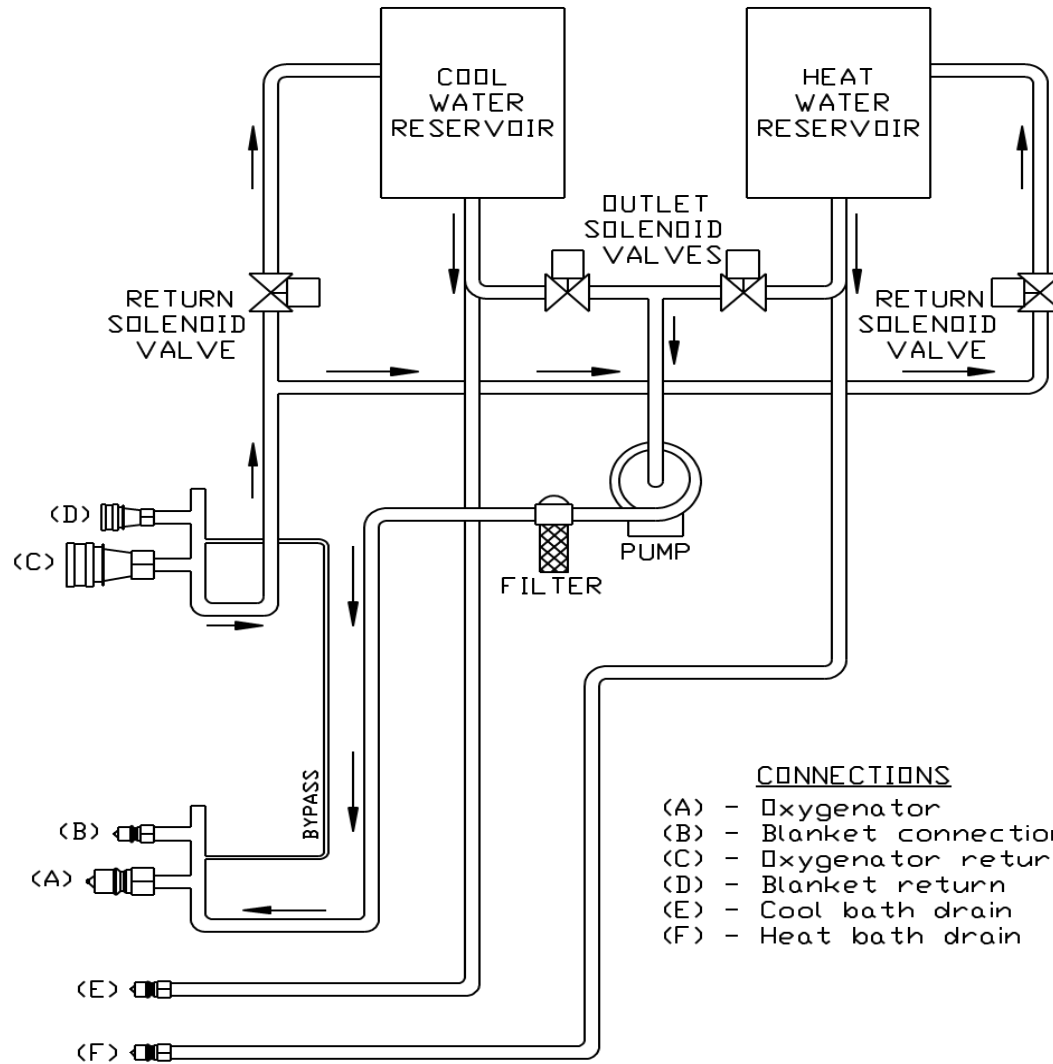 COOL
WATER
RESERVOIR
HEAT
WATER
RESERVOIR
OUTLET
SOLENOID
VALVES
RETURN
SOLENOID
VALVE
RETURN
SOLENOID
VALVE
(D)
(C)
PUMP
FILTER
BYPASS
(B)
(A)
(E)
(F)
CONNECTIONS
(A) - Oxygenator
(B) - Blanket connection
(C) - Oxygenator retur
(D) - Blanket return
(E) - Cool bath drain
(F) - Heat bath drain